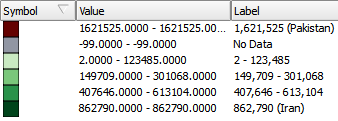 Symbol Value Label
1621525.0000 - 1621525.00... 1,621,525 (Pakistan)
-99.0000 - -99.0000 No Data
2.0000 - 123485.0000 2 - 123,485
149709.0000 - 301068.0000 149,709 - 301,068
407646.0000 - 613104.0000 407,646 - 613,104
862790.0000 - 862790.0000 862,790 (Iran)